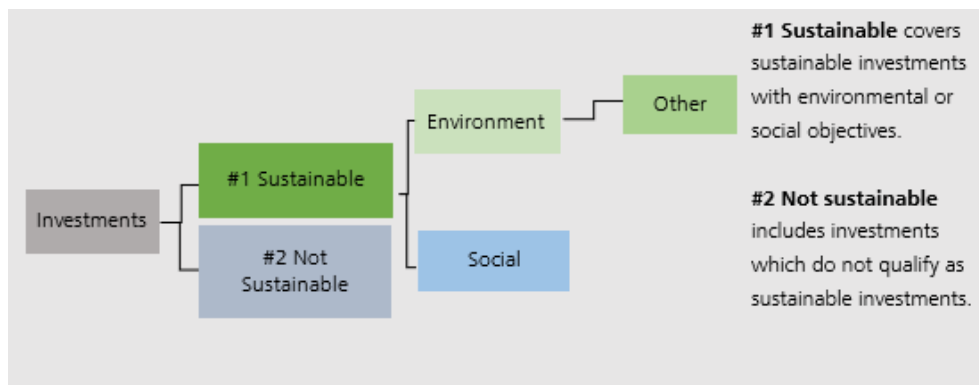 Investments
#1 Sustainable
#2 Not
Sustainable
Environment
Social
Other
#1 Sustainable covers
sustainable investments
with environmental or
social objectives.
#2 Not sustainable
includes investments
which do not qualify as
sustainable investments.